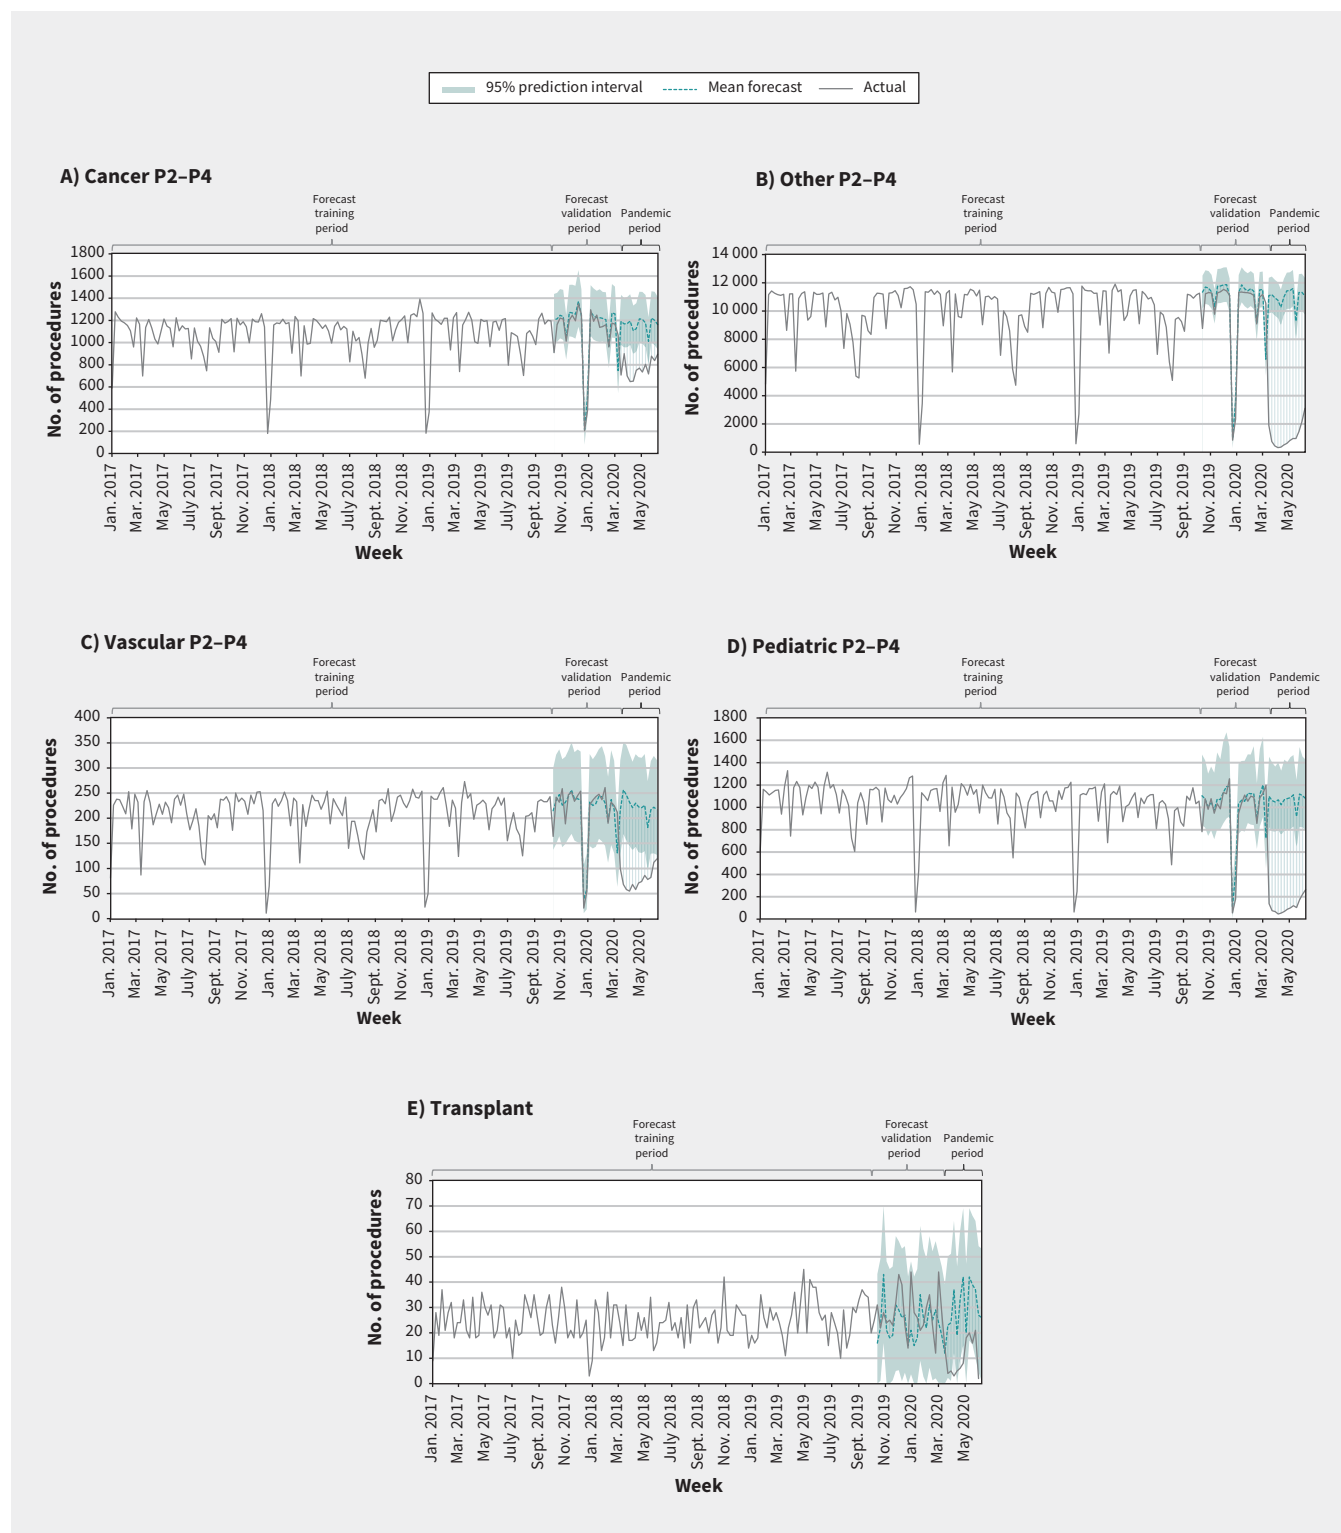 95% prediction interval Mean forecast Actual
A) Cancer P2–P4
Forecast
training
period
Forecast
validation
period
Pandemic
period
No. of procedures
1800
1600
1400
1200
1000
800
600
400
200
0
Jan. 2017
Mar. 2017
May 2017
July 2017
Sept. 2017
Nov. 2017
Jan. 2018
Mar. 2018
May 2018
July 2018
Sept. 2018
Nov. 2018
Jan. 2019
Mar. 2019
May 2019
July 2019
Sept. 2019
Nov. 2019
Jan. 2020
Mar. 2020
May 2020
Week
B) Other P2–P4
Forecast
training
period
Forecast
validation
period
Pandemic
period
No. of procedures
14 000
12 000
10 000
8000
6000
4000
2000
0
Jan. 2017
Mar. 2017
May 2017
July 2017
Sept. 2017
Nov. 2017
Jan. 2018
Mar. 2018
May 2018
July 2018
Sept. 2018
Nov. 2018
Jan. 2019
Mar. 2019
May 2019
July 2019
Sept. 2019
Nov. 2019
Jan. 2020
Mar. 2020
May 2020
Week
C) Vascular P2–P4
Forecast
training
period
Forecast
validation
period
Pandemic
period
No. of procedures
400
350
300
250
200
150
100
50
0
Jan. 2017
Mar. 2017
May 2017
July 2017
Sept. 2017
Nov. 2017
Jan. 2018
Mar. 2018
May 2018
July 2018
Sept. 2018
Nov. 2018
Jan. 2019
Mar. 2019
May 2019
July 2019
Sept. 2019
Nov. 2019
Jan. 2020
Mar. 2020
May 2020
Week
D) Pediatric P2–P4
Forecast
training
period
Forecast
validation
period
Pandemic
period
No. of procedures
1800
1600
1400
1200
1000
800
600
400
200
0
Jan. 2017
Mar. 2017
May 2017
July 2017
Sept. 2017
Nov. 2017
Jan. 2018
Mar. 2018
May 2018
July 2018
Sept. 2018
Nov. 2018
Jan. 2019
Mar. 2019
May 2019
July 2019
Sept. 2019
Nov. 2019
Jan. 2020
Mar. 2020
May 2020
Week
E) Transplant
Forecast
training
period
Forecast
validation
period
Pandemic
period
No. of procedures
80
70
60
50
40
30
20
10
0
Jan. 2017
Mar. 2017
May 2017
July 2017
Sept. 2017
Nov. 2017
Jan. 2018
Mar. 2018
May 2018
July 2018
Sept. 2018
Nov. 2018
Jan. 2019
Mar. 2019
May 2019
July 2019
Sept. 2019
Nov. 2019
Jan. 2020
Mar. 2020
May 2020
Week